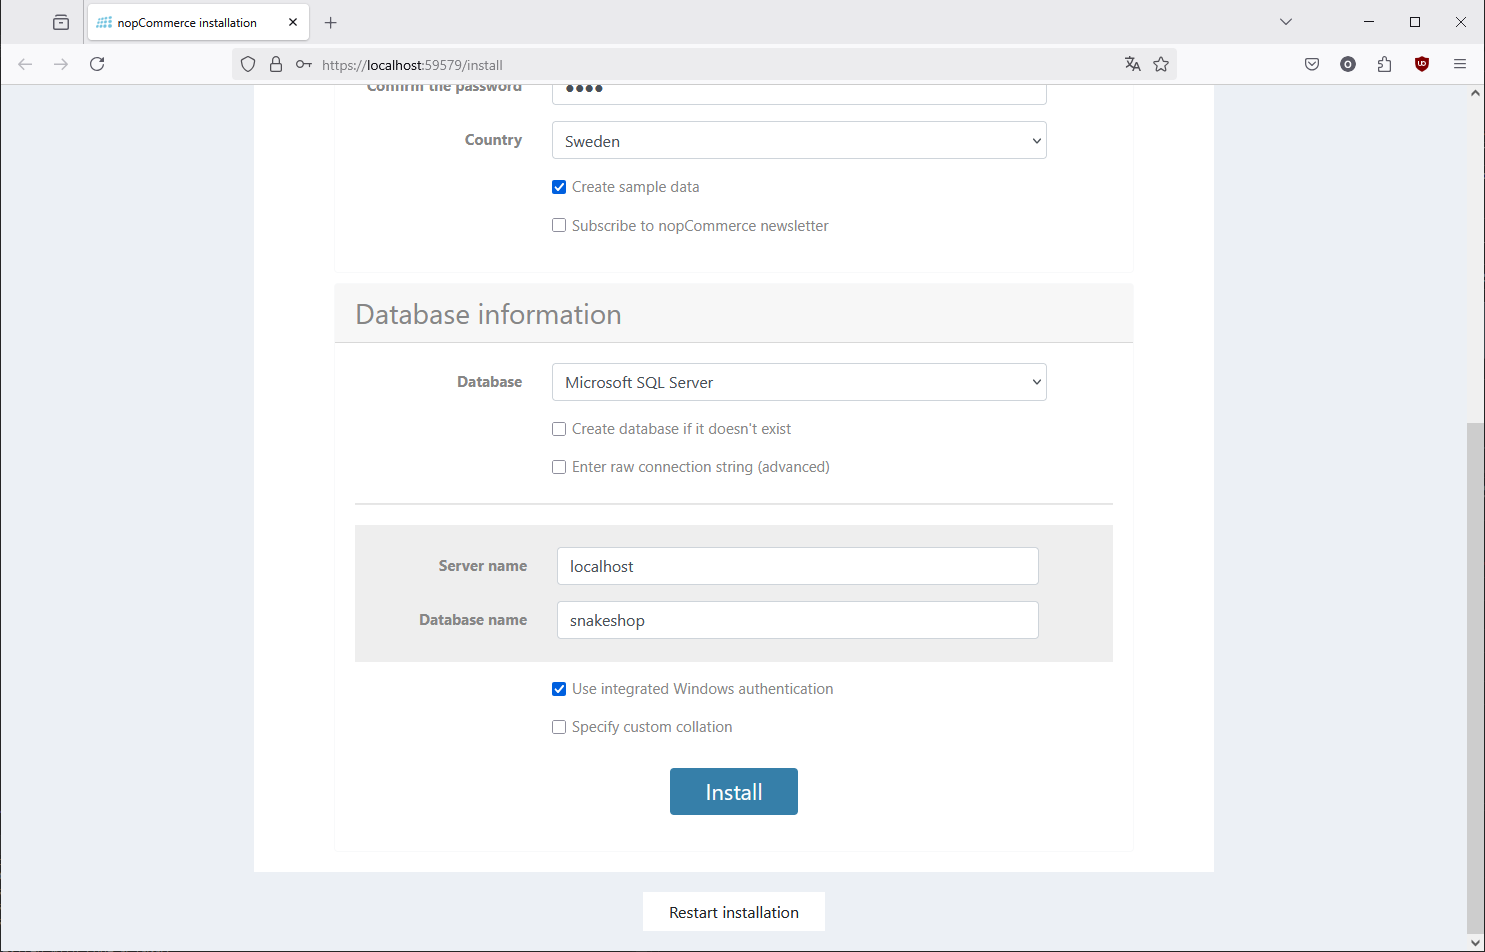 nopCommerce installation
https://localhost:59579/install
Confirm the password
Country
Sweden
Create sample data
Subscribe to nopCommerce newsletter
Database information
Database
Microsoft SQL Server
Create database if it doesn't exist
Enter raw connection string (advanced)
Server name
localhost
Database name
snakeshop
Use integrated Windows authentication
Specify custom collation
Install
Restart installation